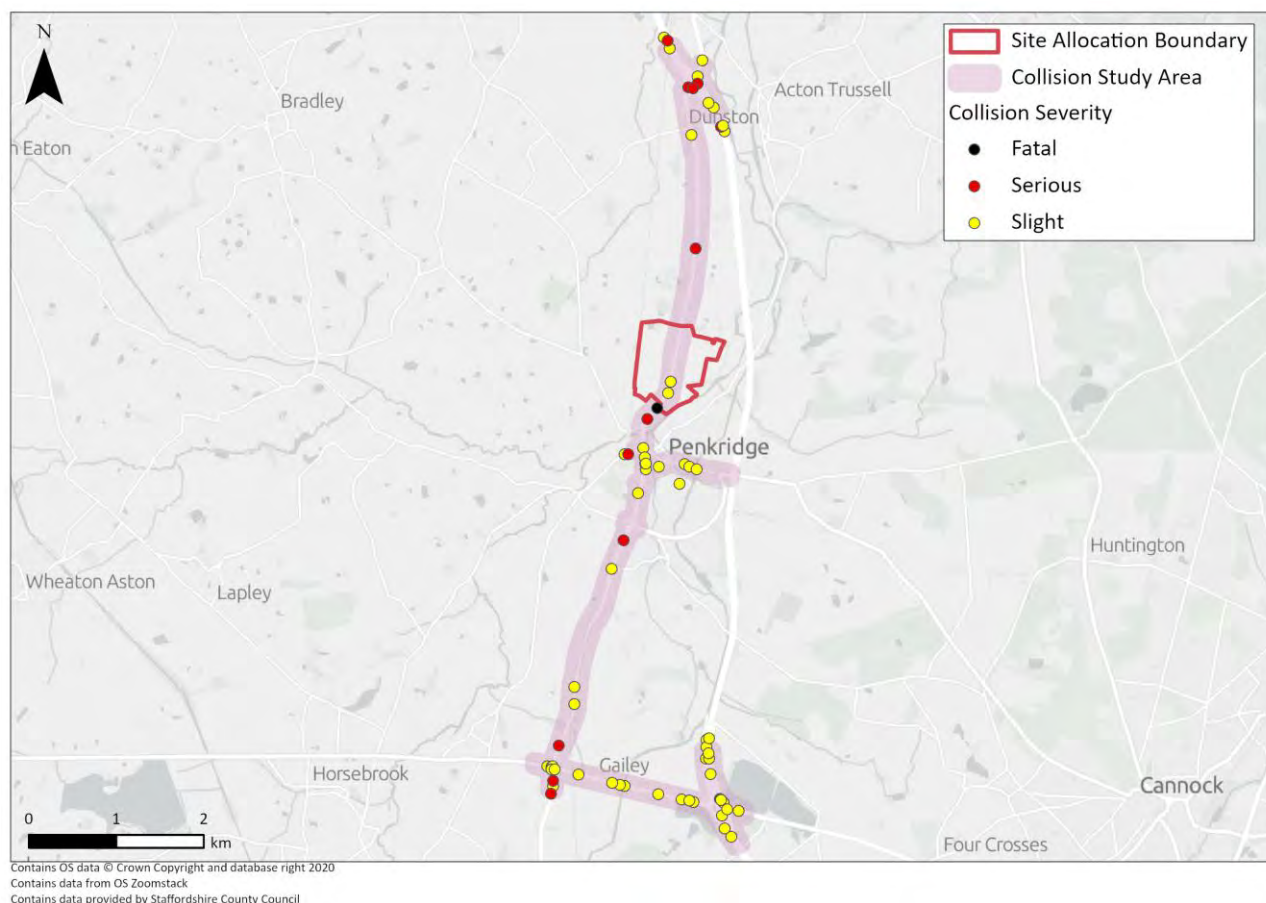 N
Site Allocation Boundary
Collision Study Area
Collision Severity
Fatal
Serious
Slight
Acton Trussell
Bradley
Dunston
n Eaton
Penkridge
Huntington
Wheaton Aston
Lapley
Gailey
Horsebrook
Cannock
Four Crosses
0 1 2
km
Contains OS data © Crown Copyright and database right 2020
Contains data from OS Zoomstack
Contains data provided by Staffordshire County Council